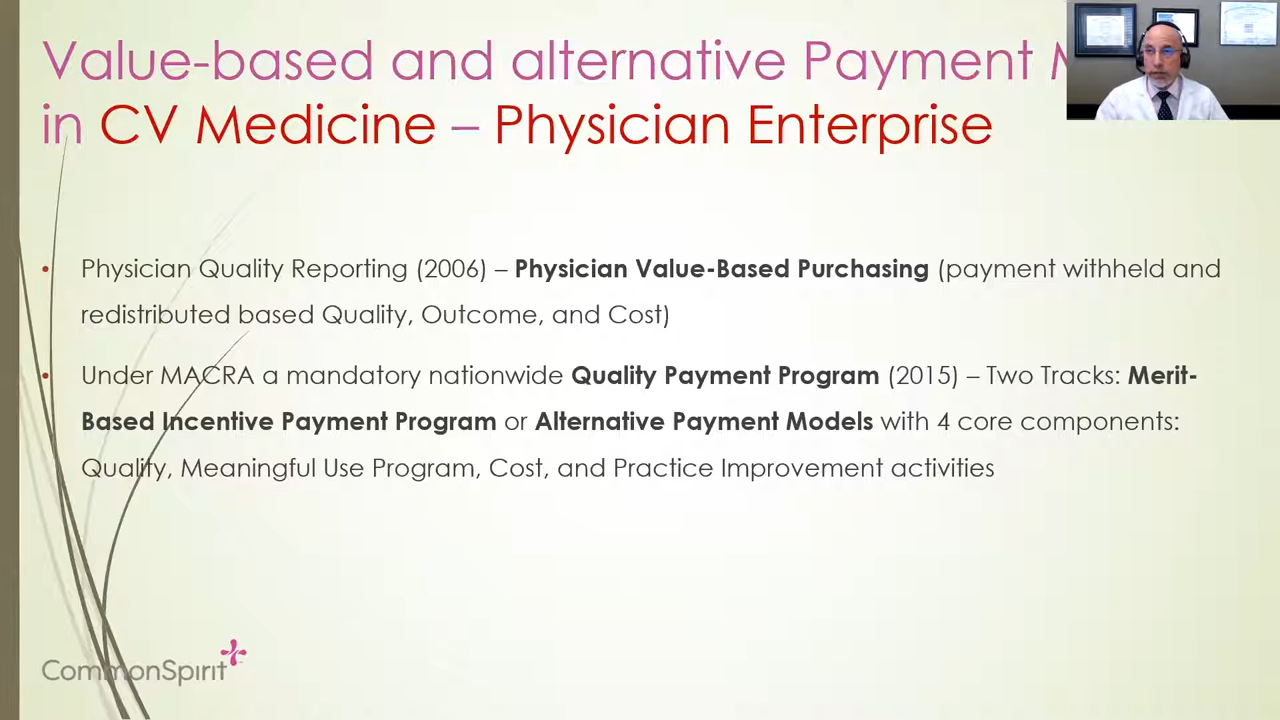 Value-based and alternative Payment
in CV Medicine – Physician Enterprise
• Physician Quality Reporting (2006) – Physician Value-Based Purchasing (payment withheld and
redistributed based Quality, Outcome, and Cost)
• Under MACRA a mandatory nationwide Quality Payment Program (2015) – Two Tracks: Merit-
Based Incentive Payment Program or Alternative Payment Models with 4 core components:
Quality, Meaningful Use Program, Cost, and Practice Improvement activities
CommonSpirit